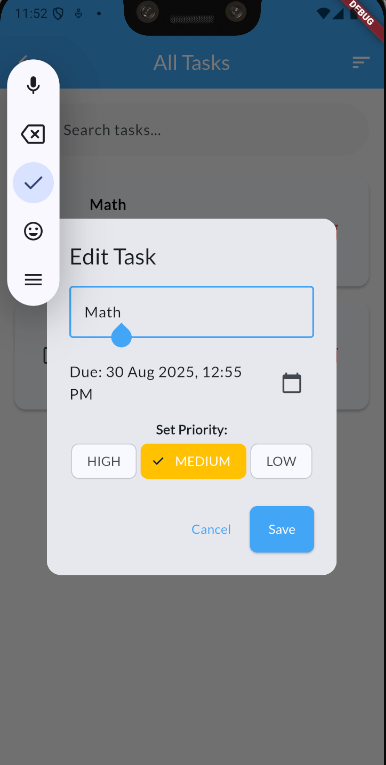 11:52
DEBUG
All Tasks
Search tasks...
Math
Edit Task
Math
Due: 30 Aug 2025, 12:55
PM
Set Priority:
HIGH
MEDIUM
LOW
Cancel
Save